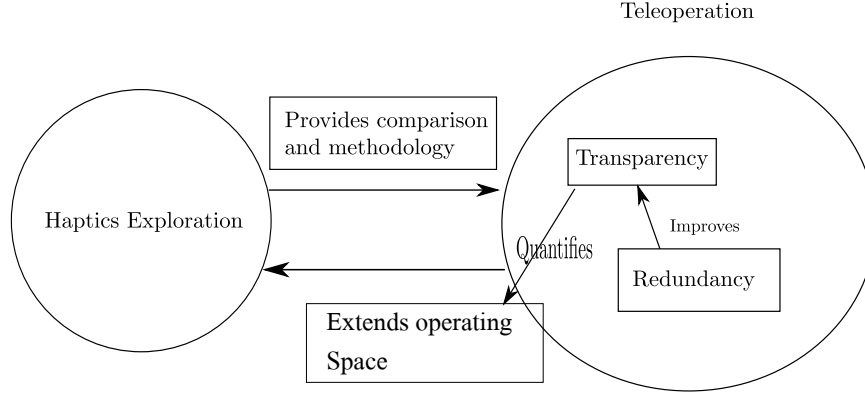 Teleoperation
Provides comparison
and methodology
Transparency
Haptics Exploration
Improves
Quantifies
Redundancy
Extends operating
Space